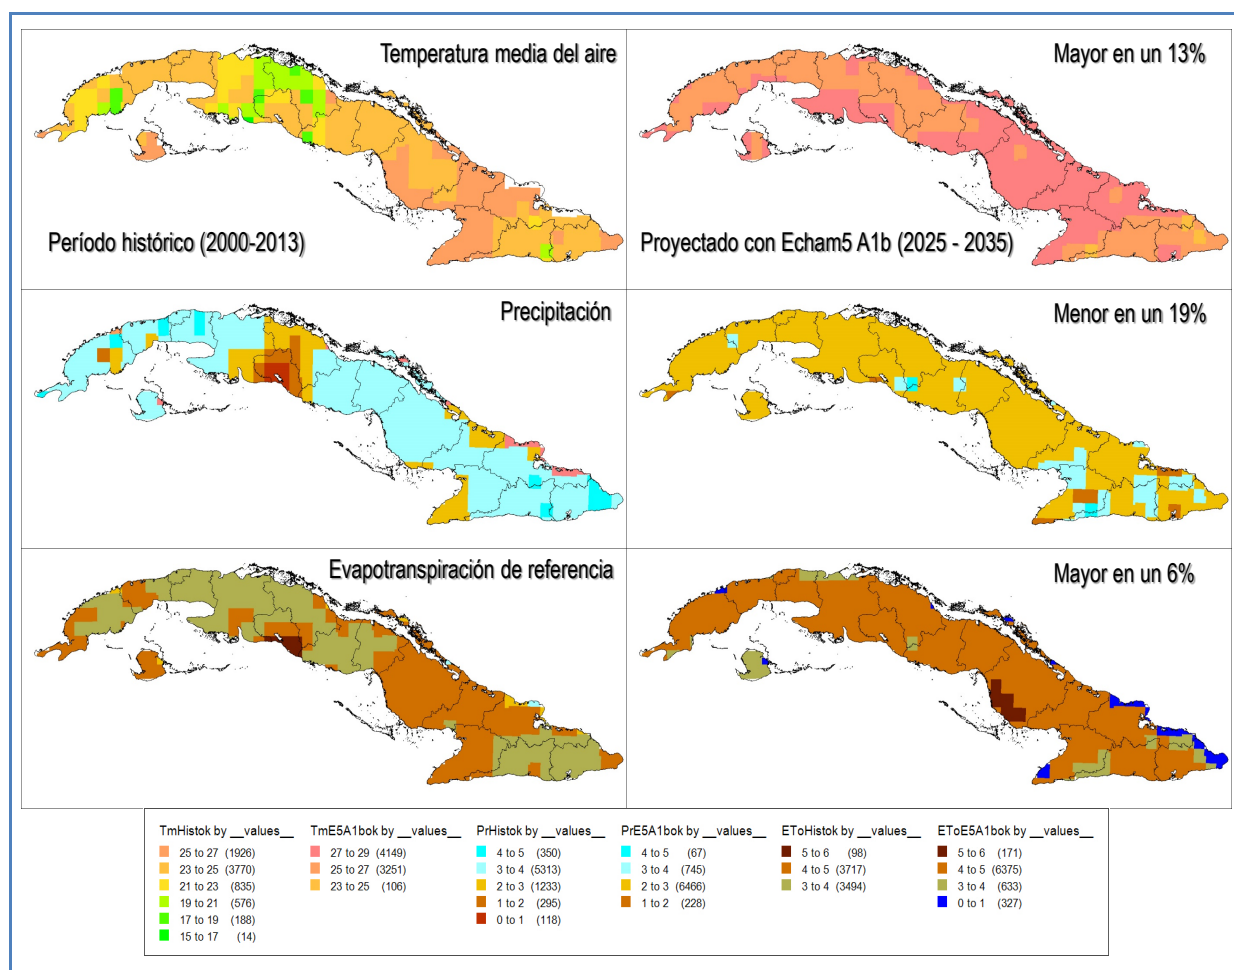 Temperatura media del aire
Mayor en un 13%
Período histórico (2000-2013)
Proyectado con Echam5 A1b (2025 - 2035)
Precipitación
Menor en un 19%
Evapotranspiración de referencia
Mayor en un 6%
TmHistok by __values__
25 to 27 (1926)
23 to 25 (3770)
21 to 23 (835)
19 to 21 (576)
17 to 19 (188)
15 to 17 (14)
TmE5A1bok by __values__
27 to 29 (4149)
25 to 27 (3251)
23 to 25 (106)
PrHistok by __values__
4 to 5 (350)
3 to 4 (5313)
2 to 3 (1233)
1 to 2 (295)
0 to 1 (118)
PrE5A1bok by __values__
4 to 5 (67)
3 to 4 (745)
2 to 3 (6466)
1 to 2 (228)
EToHistok by __values__
5 to 6 (98)
4 to 5 (3717)
3 to 4 (3494)
EToE5A1bok by __values__
5 to 6 (171)
4 to 5 (6375)
3 to 4 (633)
0 to 1 (327)